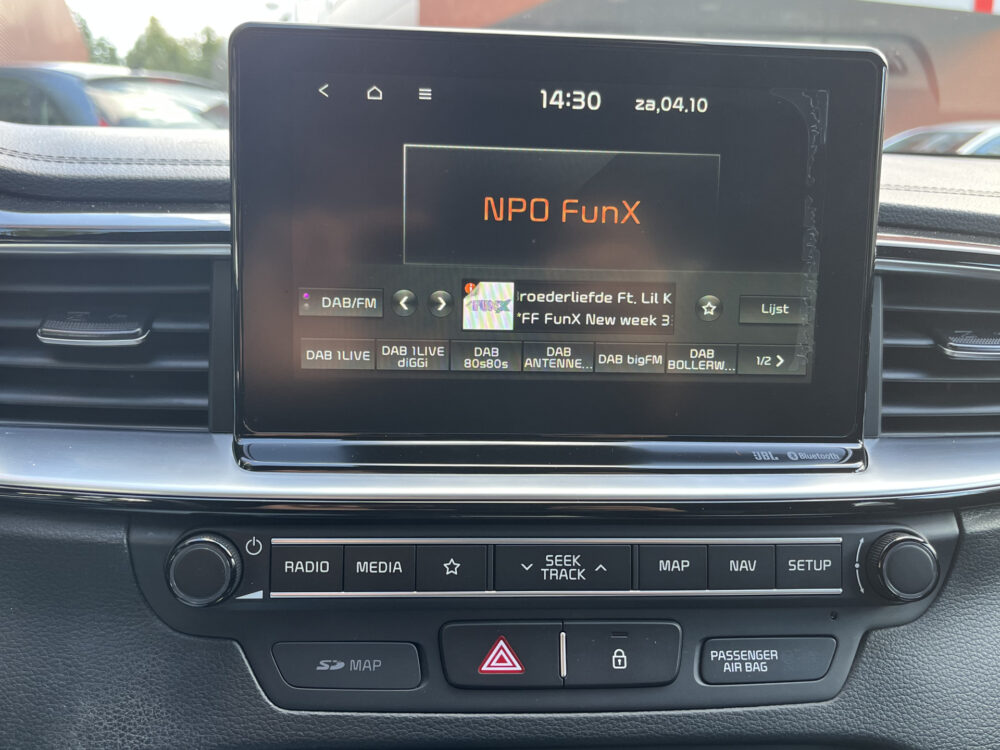 14:30 za,04.10
NPO FunX
DAB/FM
FUNX
roederliefde Ft. Lil K
*FF FunX New week 3
Lijst
DAB 1LIVE
DAB 1LIVE
diGGi
DAB
80s80s
DAB
ANTENNE...
DAB bigFM
DAB
BOLLERW...
1/2
JBL Bluetooth
RADIO
MEDIA
SEEK
TRACK
MAP
NAV
SETUP
SD MAP
PASSENGER
AIR BAG